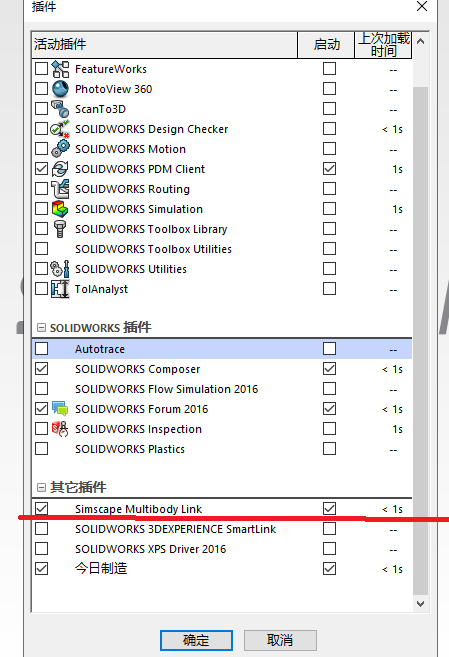 插件
活动插件 启动 上次加载时间
FeatureWorks --
PhotoView 360 --
ScanTo3D --
SOLIDWORKS Design Checker < 1s
SOLIDWORKS Motion --
SOLIDWORKS PDM Client 1s
SOLIDWORKS Routing --
SOLIDWORKS Simulation 1s
SOLIDWORKS Toolbox Library --
SOLIDWORKS Toolbox Utilities --
SOLIDWORKS Utilities --
TolAnalyst --
SOLIDWORKS 插件
Autotrace --
SOLIDWORKS Composer < 1s
SOLIDWORKS Flow Simulation 2016 --
SOLIDWORKS Forum 2016 < 1s
SOLIDWORKS Inspection 1s
SOLIDWORKS Plastics --
其它插件
Simscape Multibody Link < 1s
SOLIDWORKS 3DEXPERIENCE SmartLink --
SOLIDWORKS XPS Driver 2016 --
今日制造 < 1s
确定 取消